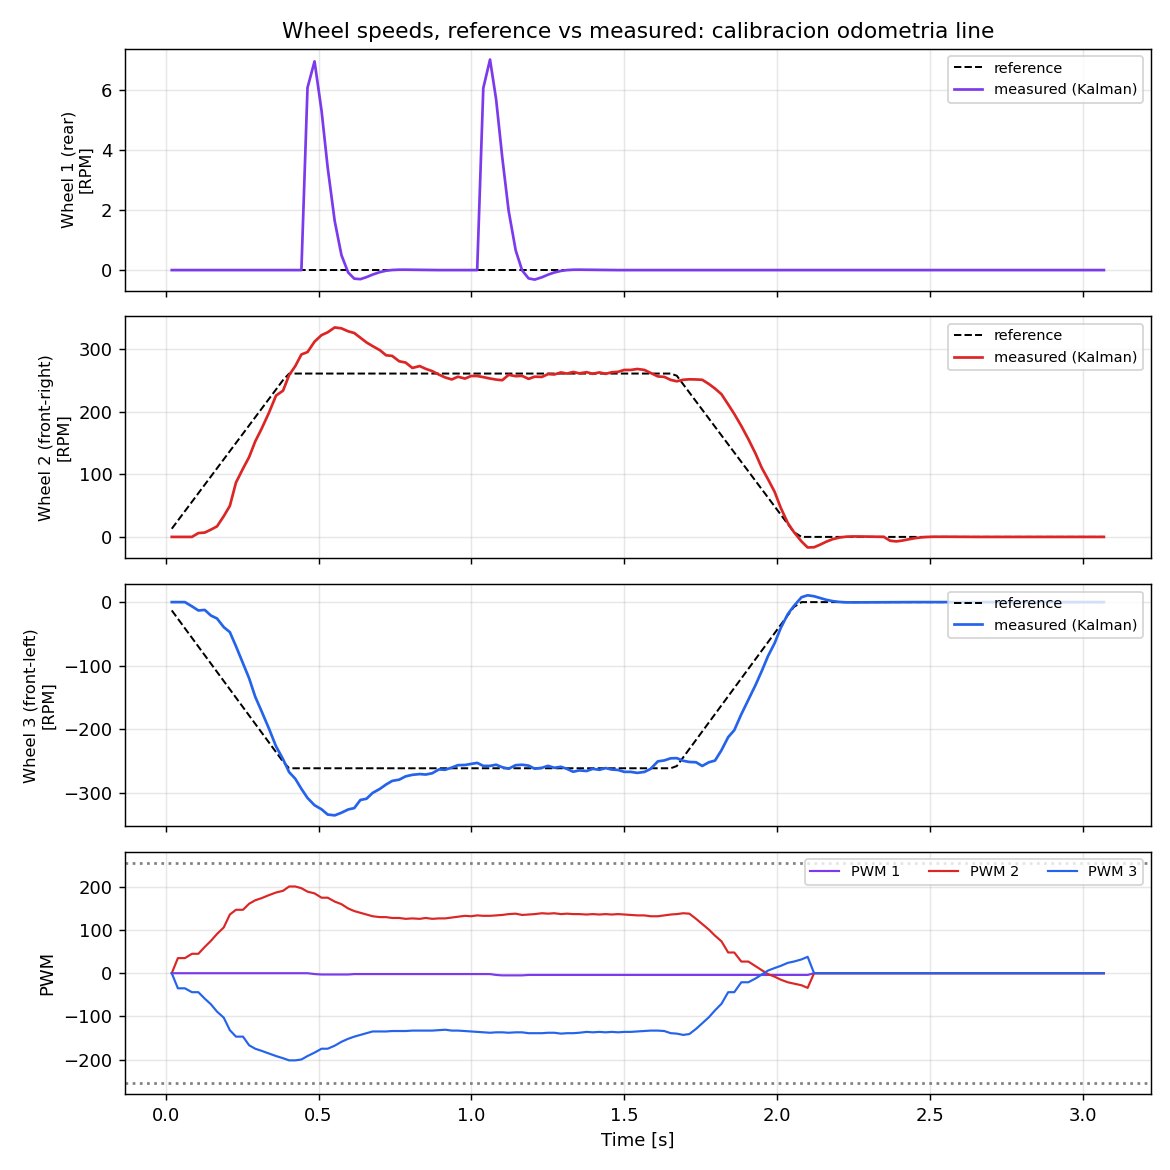 Wheel speeds, reference vs measured: calibracion odometria line
Wheel 1 (rear)
[RPM]
6
4
2
0
reference
measured (Kalman)
Wheel 2 (front-right)
[RPM]
300
200
100
0
reference
measured (Kalman)
Wheel 3 (front-left)
[RPM]
0
−100
−200
−300
reference
measured (Kalman)
PWM
200
100
0
−100
−200
PWM 1 PWM 2 PWM 3
0.0 0.5 1.0 1.5 2.0 2.5 3.0
Time [s]